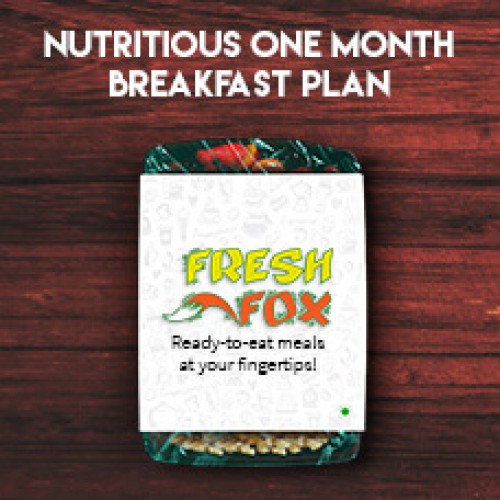 NUTRITIOUS ONE MONTH
BREAKFAST PLAN
FRESH
FOX
Ready-to-eat meals
at your fingertips!